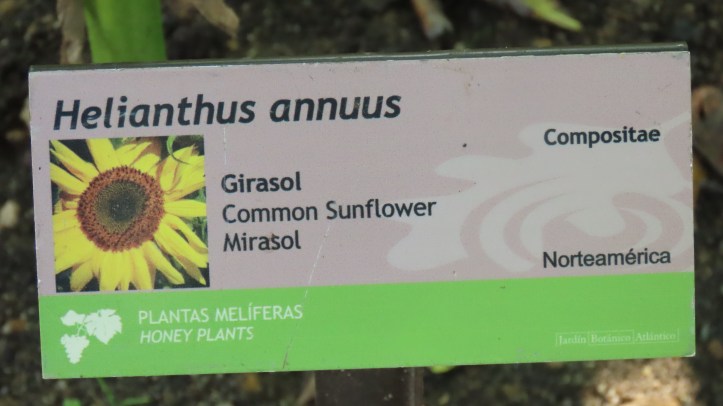 Helianthus annuus
Compositae
Girasol
Common Sunflower
Mirasol
Norteamérica
PLANTAS MELÍFERAS
HONEY PLANTS
Jardín Botánico Atlántico